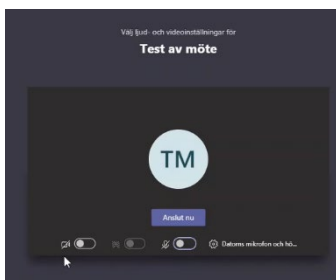 Välj ljud- och videoinställningar för
Test av möte
TM
Anslut nu
Datorns mikrofon och hö...